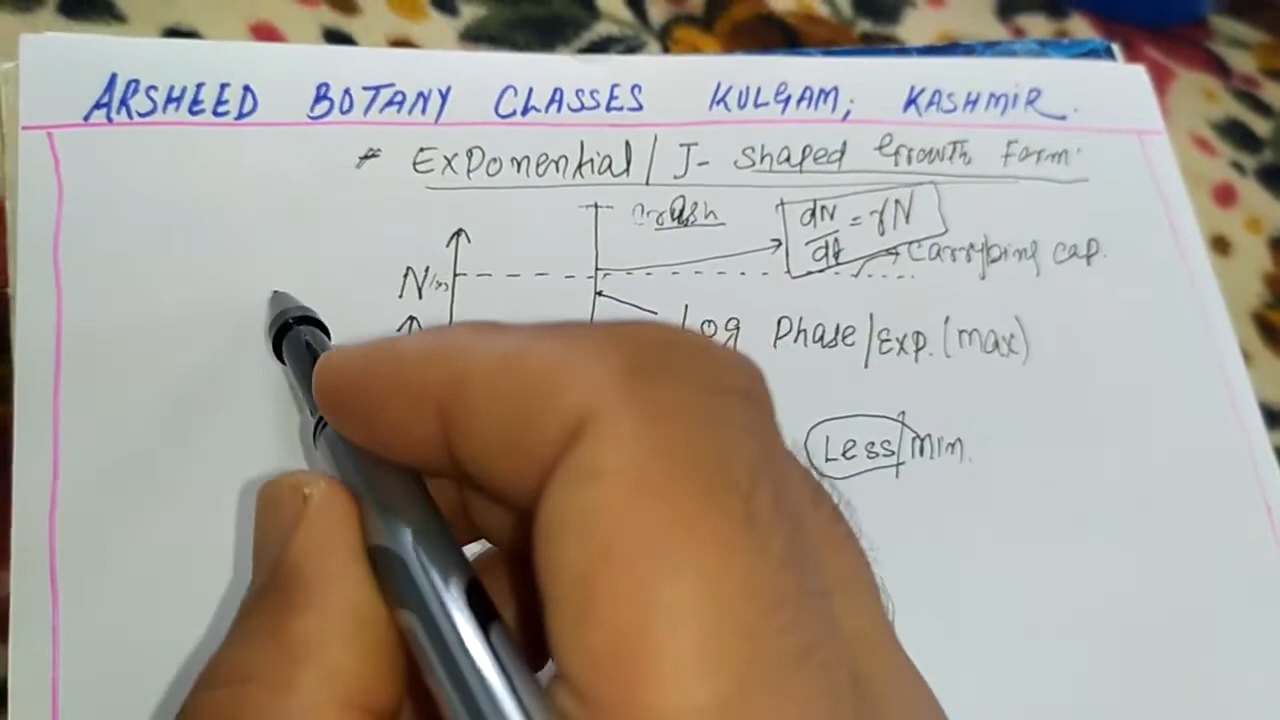 ARSHEED BOTANY CLASSES KULGAM, KASHMIR.
* Exponential / J- shaped Growth Form.
Crash
dN/dt = rN
Carrybing cap.
N
Log Phase/Exp. (max)
Less/min.